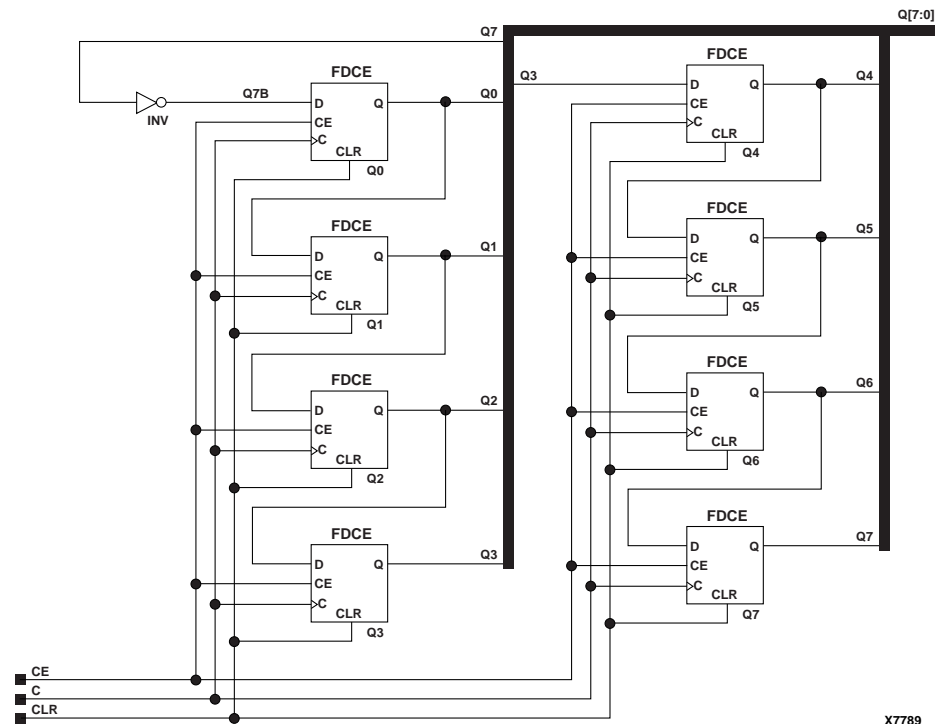 Q[7:0]
Q7
FDCE
Q7B
D
Q
Q0
CE
C
CLR
Q0
INV
FDCE
D
Q
Q1
CE
C
CLR
Q1
FDCE
D
Q
Q2
CE
C
CLR
Q2
FDCE
D
Q
Q3
CE
C
CLR
Q3
FDCE
Q3
D
Q
Q4
CE
C
CLR
Q4
FDCE
D
Q
Q5
CE
C
CLR
Q5
FDCE
D
Q
Q6
CE
C
CLR
Q6
FDCE
D
Q
Q7
CE
C
CLR
Q7
CE
C
CLR
X7789